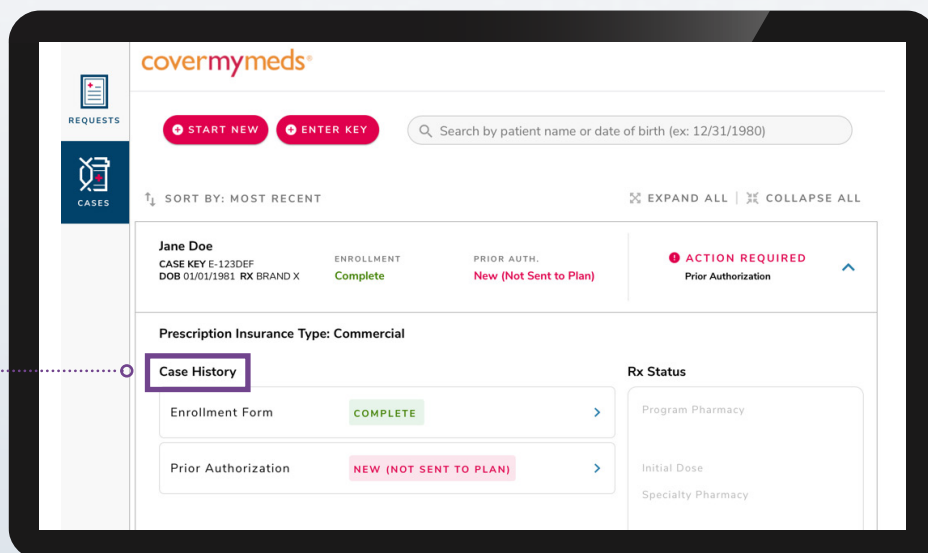 covermymeds®
REQUESTS
CASES
START NEW
ENTER KEY
Search by patient name or date of birth (ex: 12/31/1980)
SORT BY: MOST RECENT
EXPAND ALL | COLLAPSE ALL
Jane Doe
CASE KEY E-123DEF
DOB 01/01/1981 RX BRAND X
ENROLLMENT
Complete
PRIOR AUTH.
New (Not Sent to Plan)
ACTION REQUIRED
Prior Authorization
Prescription Insurance Type: Commercial
Case History
Enrollment Form COMPLETE
Prior Authorization NEW (NOT SENT TO PLAN)
Rx Status
Program Pharmacy
Initial Dose
Specialty Pharmacy